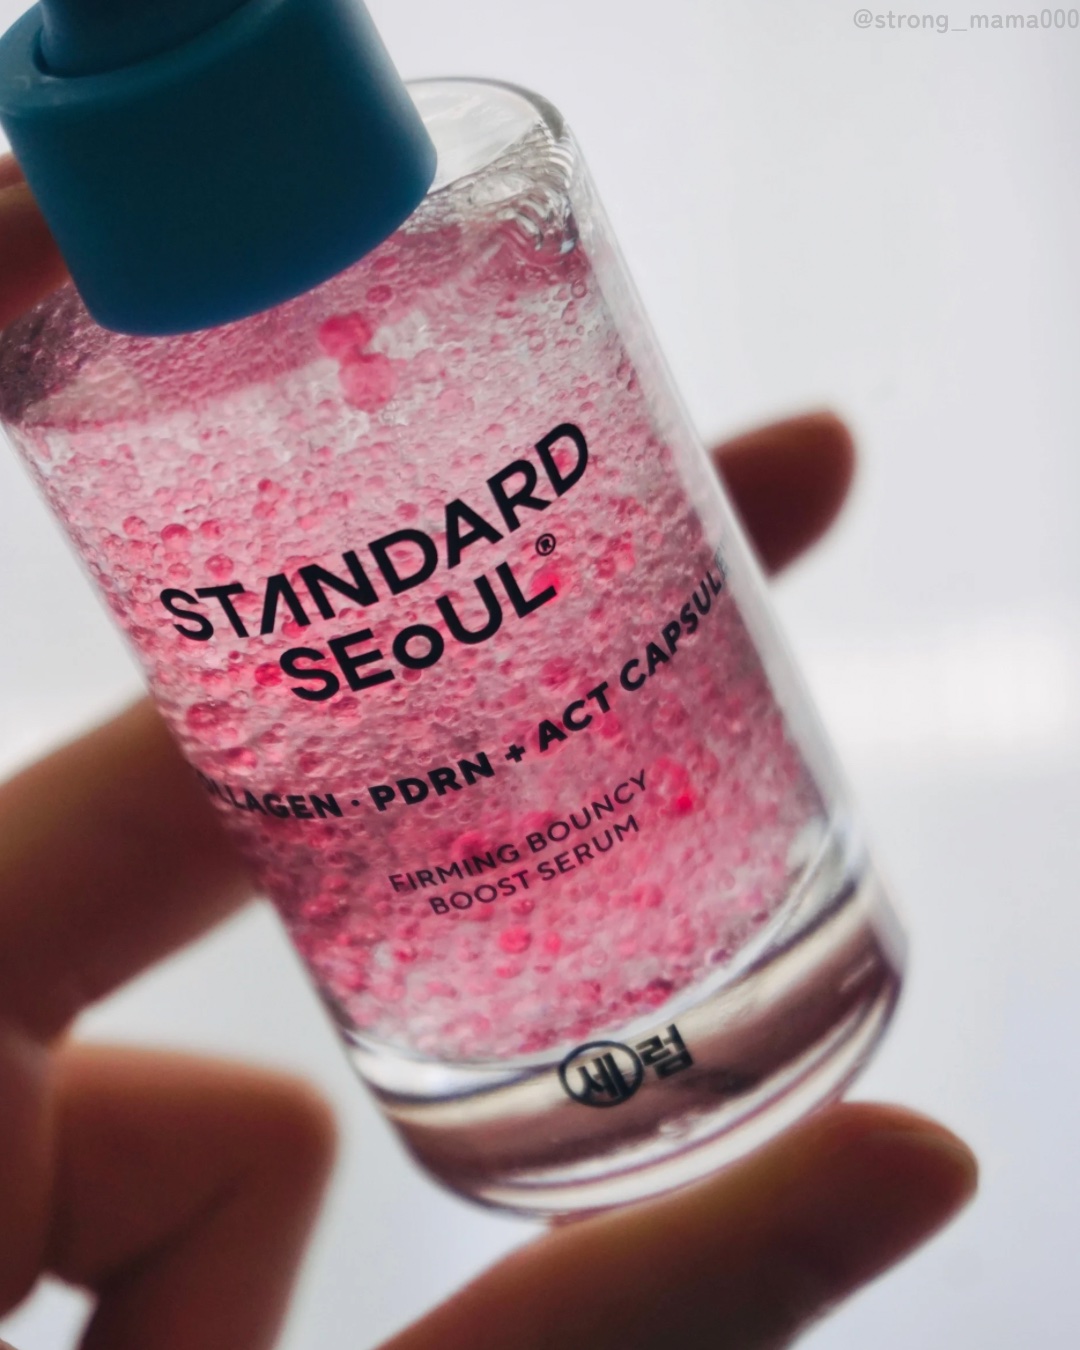 @strong_mama000
STANDARD
SEOUL®
LLAGEN · PDRN + ACT CAPSUL
FIRMING BOUNCY
BOOST SERUM
세럼